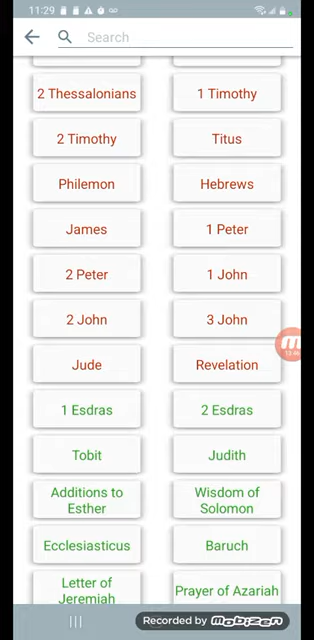 11:29
Search
2 Thessalonians
1 Timothy
2 Timothy
Titus
Philemon
Hebrews
James
1 Peter
2 Peter
1 John
2 John
3 John
Jude
Revelation
1 Esdras
2 Esdras
Tobit
Judith
Additions to
Esther
Wisdom of
Solomon
Ecclesiasticus
Baruch
Letter of
Jeremiah
Prayer of Azariah
Recorded by mobizen